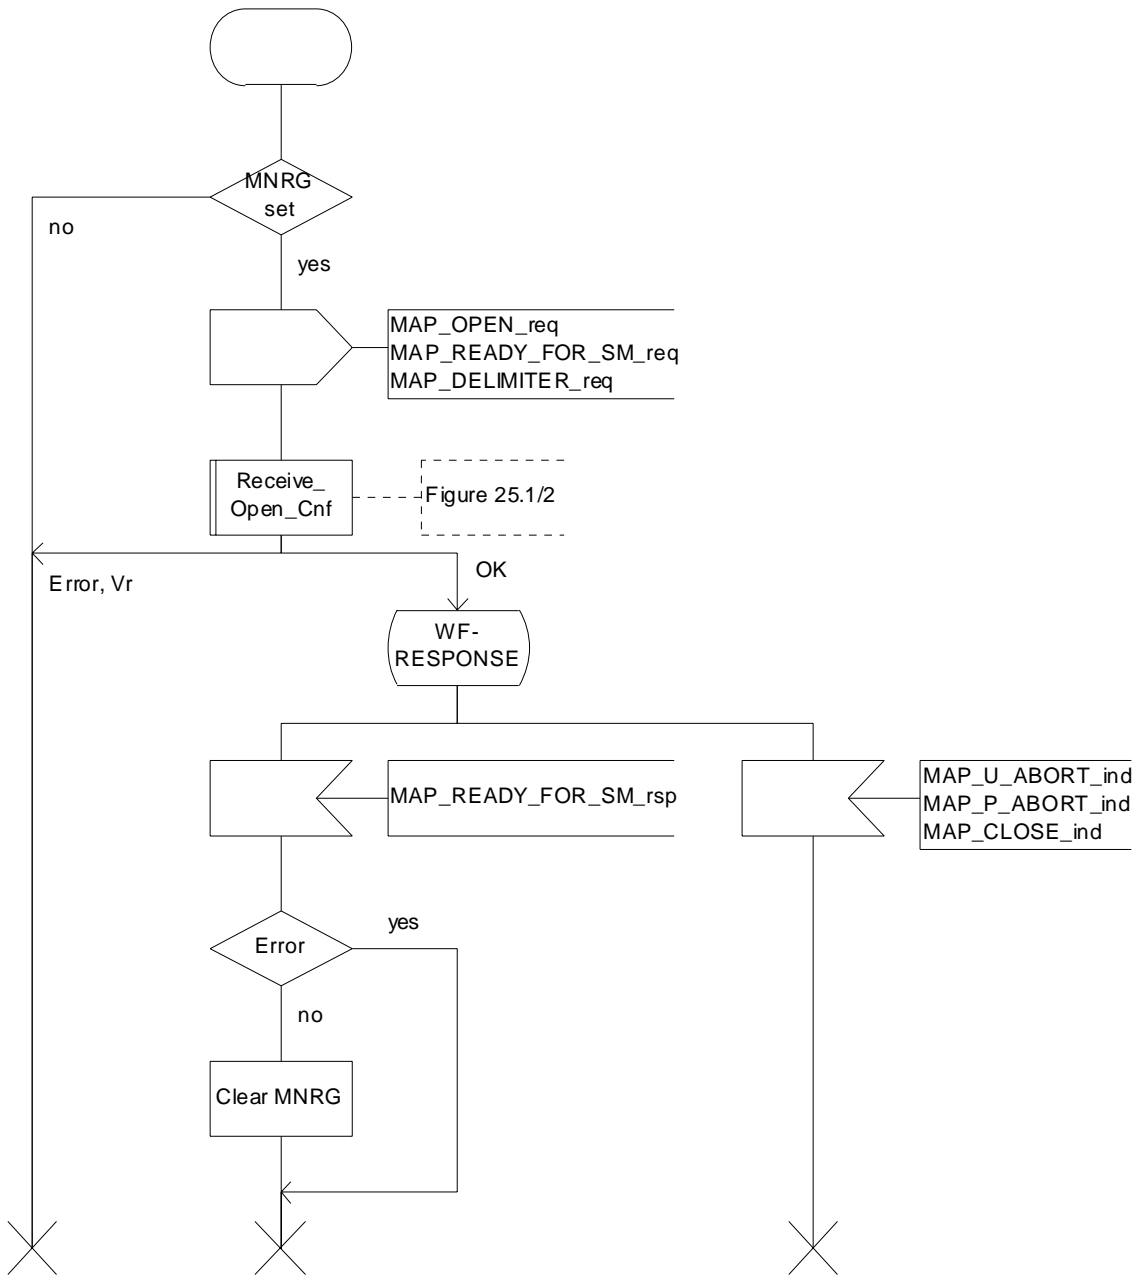 MNRG
set
no
yes
MAP_OPEN_req
MAP_READY_FOR_SM_req
MAP_DELIMITER_req
Receive_
Open_Cnf
Figure 25.1/2
Error, Vr
OK
WF-
RESPONSE
MAP_READY_FOR_SM_rsp
MAP_U_ABORT_ind
MAP_P_ABORT_ind
MAP_CLOSE_ind
Error
yes
no
Clear MNRG